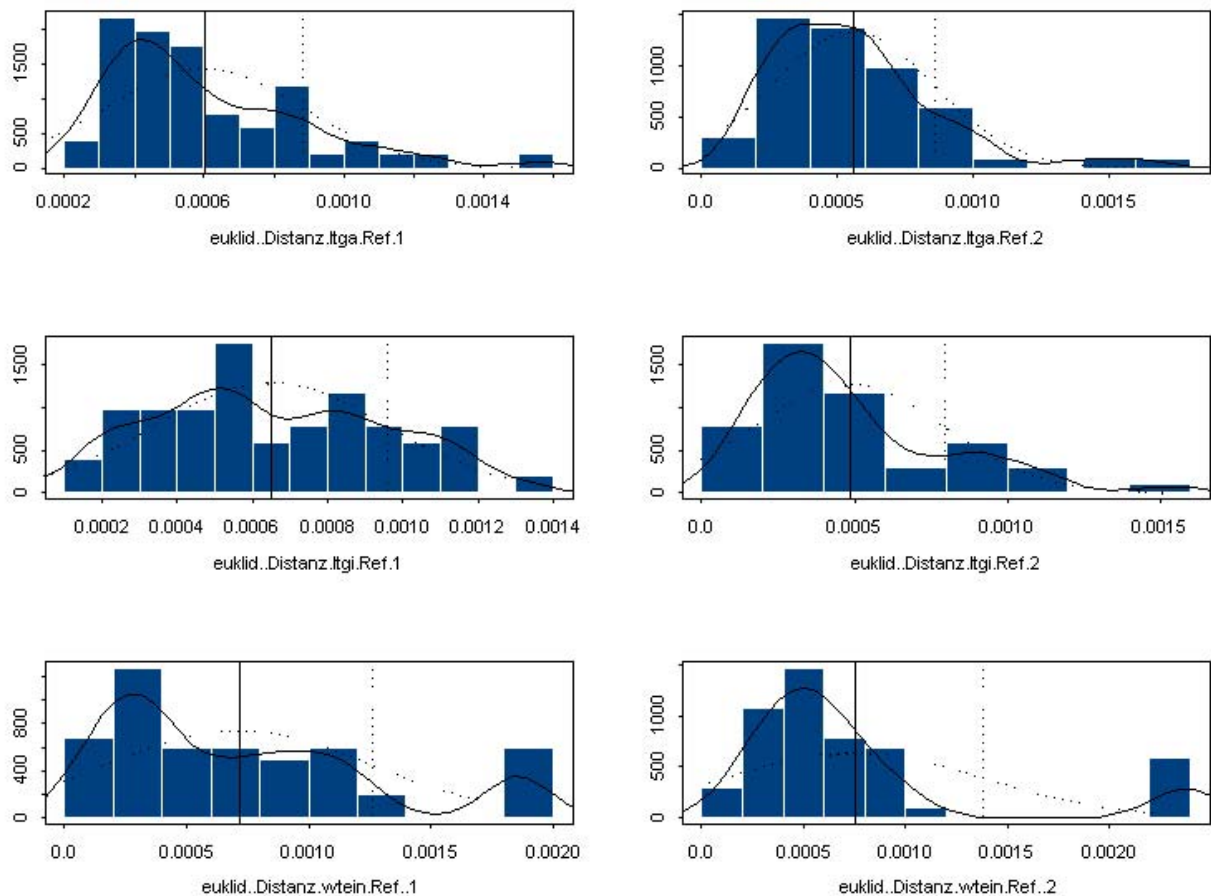 0 500 1500
0.0002 0.0006 0.0010 0.0014
euklid..Distanz.ltga.Ref.1
0 500 1000
0.0 0.0005 0.0010 0.0015
euklid..Distanz.ltga.Ref.2
0 500 1500
0.0002 0.0004 0.0006 0.0008 0.0010 0.0012 0.0014
euklid..Distanz.ltgi.Ref.1
0 500 1500
0.0 0.0005 0.0010 0.0015
euklid..Distanz.ltgi.Ref.2
0 400 800
0.0 0.0005 0.0010 0.0015 0.0020
euklid..Distanz.wtein.Ref..1
0 500 1000
0.0 0.0005 0.0010 0.0015 0.0020
euklid..Distanz.wtein.Ref..2